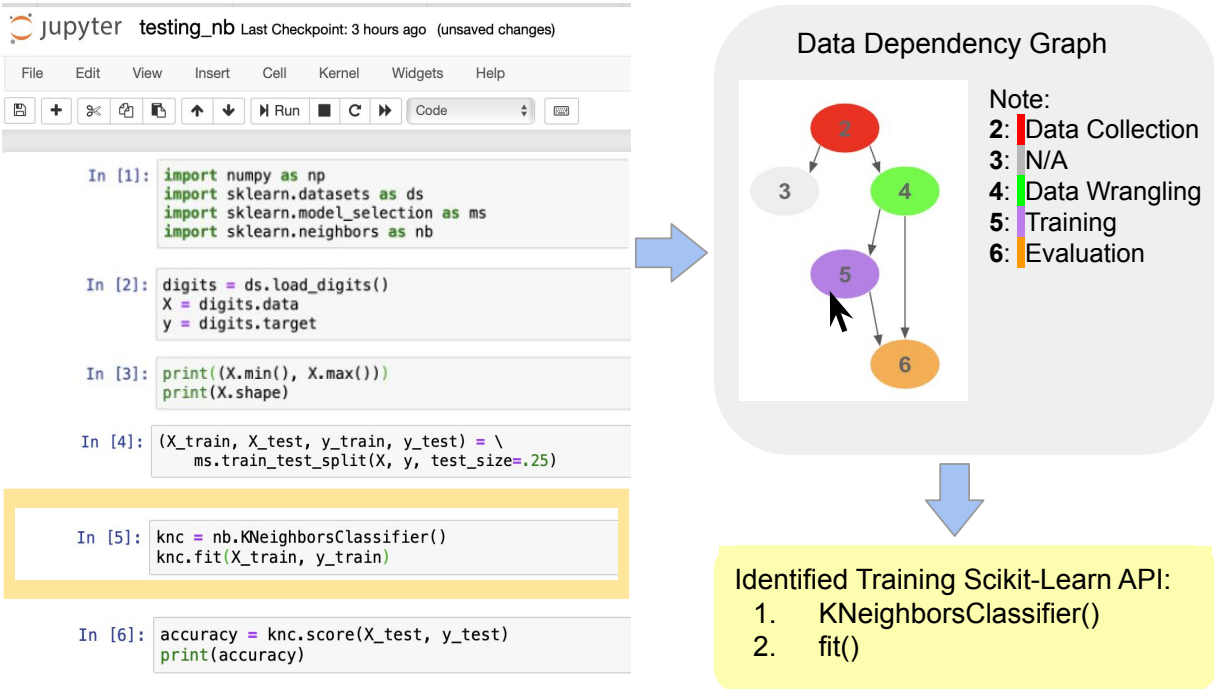 jupyter testing_nb Last Checkpoint: 3 hours ago (unsaved changes)
File Edit View Insert Cell Kernel Widgets Help
Run Code
In [1]: import numpy as np
import sklearn.datasets as ds
import sklearn.model_selection as ms
import sklearn.neighbors as nb
In [2]: digits = ds.load_digits()
X = digits.data
y = digits.target
In [3]: print((X.min(), X.max()))
print(X.shape)
In [4]: (X_train, X_test, y_train, y_test) = \
ms.train_test_split(X, y, test_size=.25)
In [5]: knc = nb.KNeighborsClassifier()
knc.fit(X_train, y_train)
In [6]: accuracy = knc.score(X_test, y_test)
print(accuracy)
Data Dependency Graph
2
3
4
5
6
Note:
2: Data Collection
3: N/A
4: Data Wrangling
5: Training
6: Evaluation
Identified Training Scikit-Learn API:
1. KNeighborsClassifier()
2. fit()